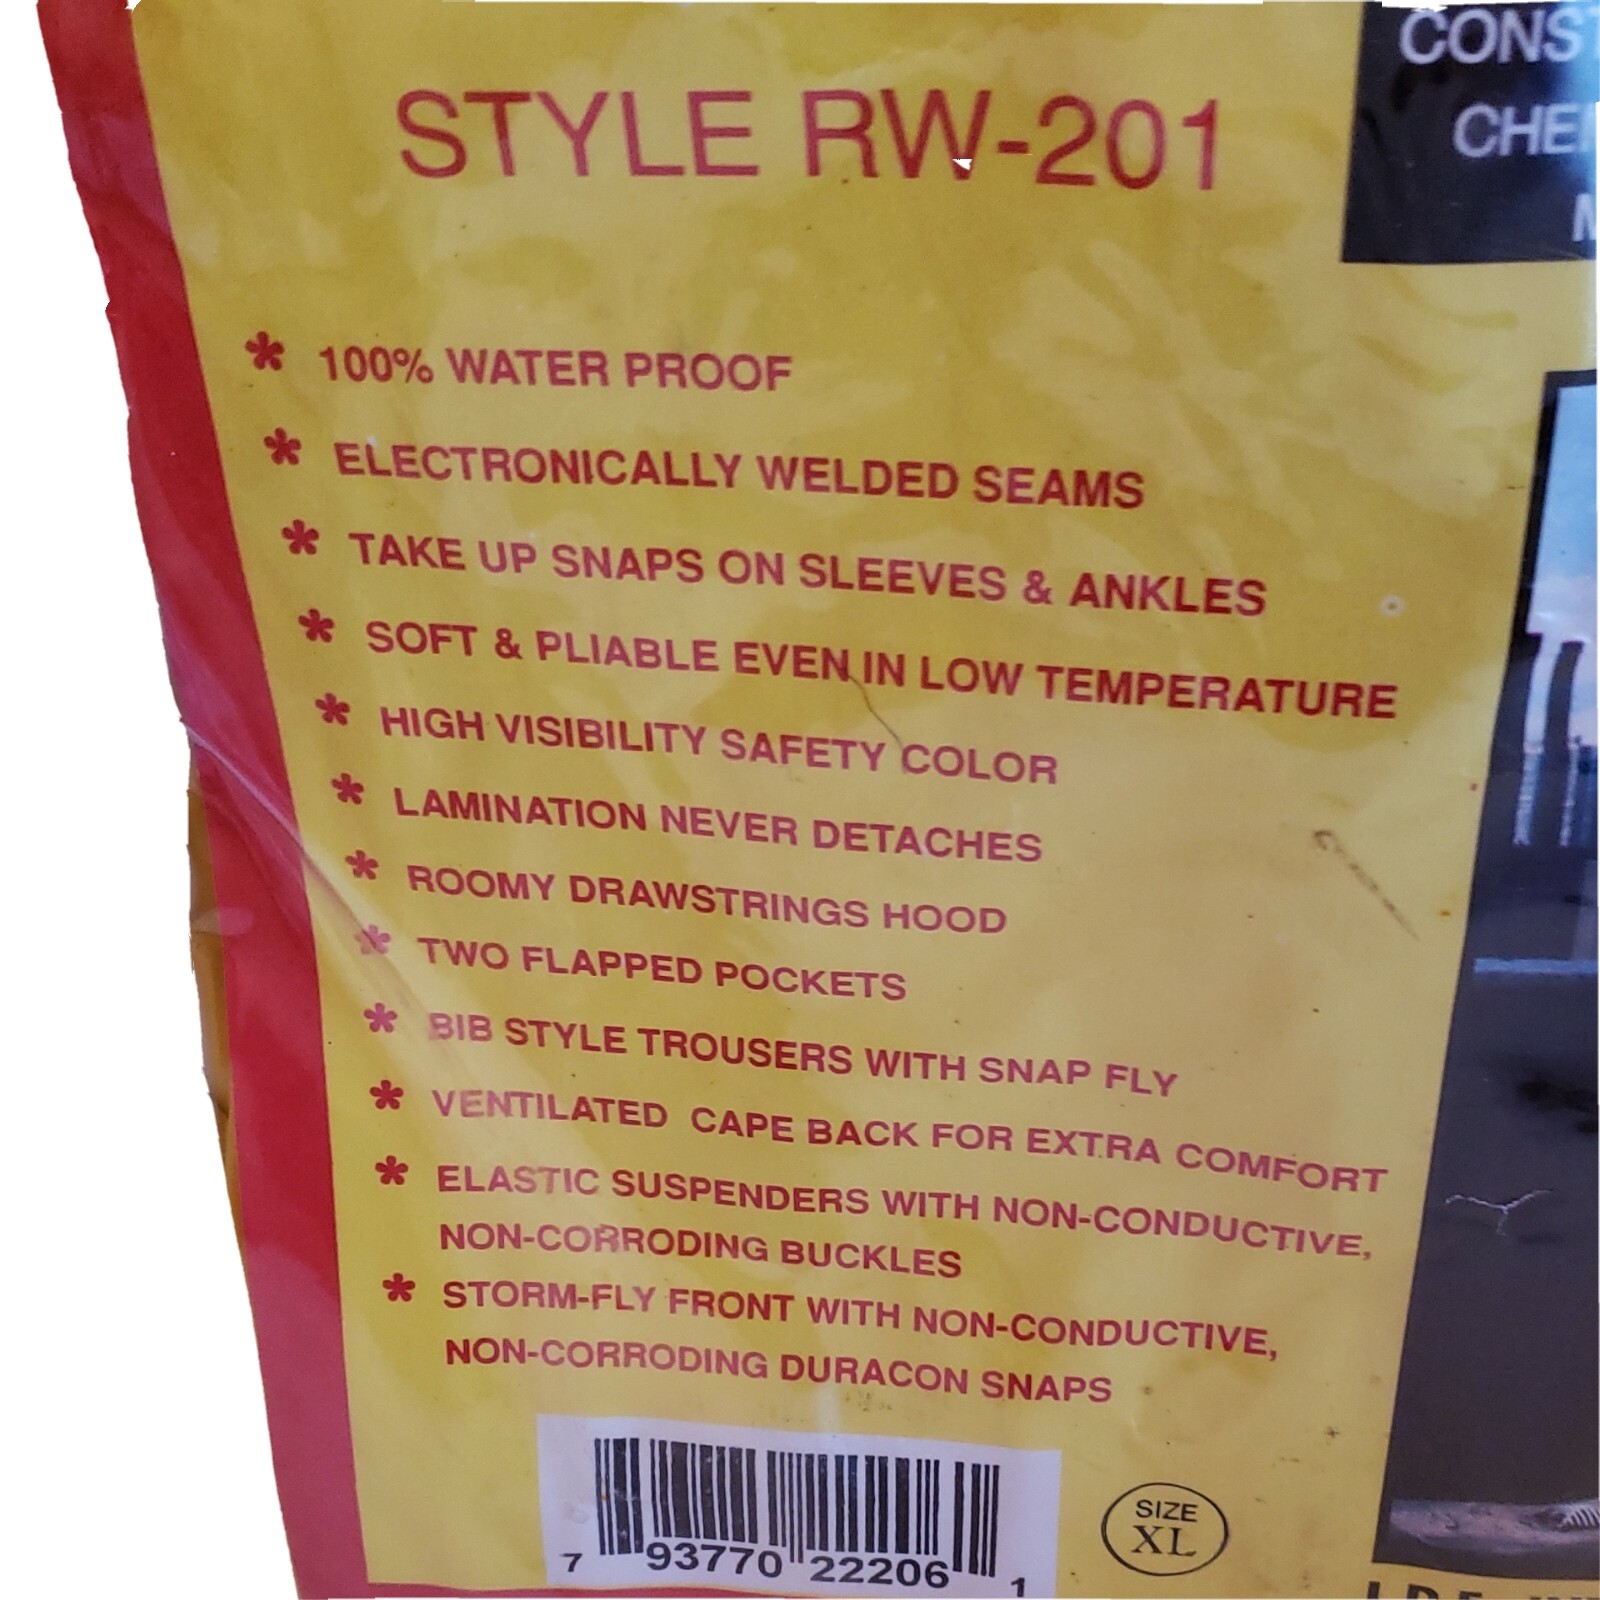 STYLE RW-201
* 100% WATER PROOF
* ELECTRONICALLY WELDED SEAMS
* TAKE UP SNAPS ON SLEEVES & ANKLES
* SOFT & PLIABLE EVEN IN LOW TEMPERATURE
* HIGH VISIBILITY SAFETY COLOR
* LAMINATION NEVER DETACHES
* ROOMY DRAWSTRINGS HOOD
* TWO FLAPPED POCKETS
* BIB STYLE TROUSERS WITH SNAP FLY
* VENTILATED CAPE BACK FOR EXTRA COMFORT
* ELASTIC SUSPENDERS WITH NON-CONDUCTIVE,
NON-CORRODING BUCKLES
* STORM-FLY FRONT WITH NON-CONDUCTIVE,
NON-CORRODING DURACON SNAPS
7 93770 22206 1
SIZE
XL